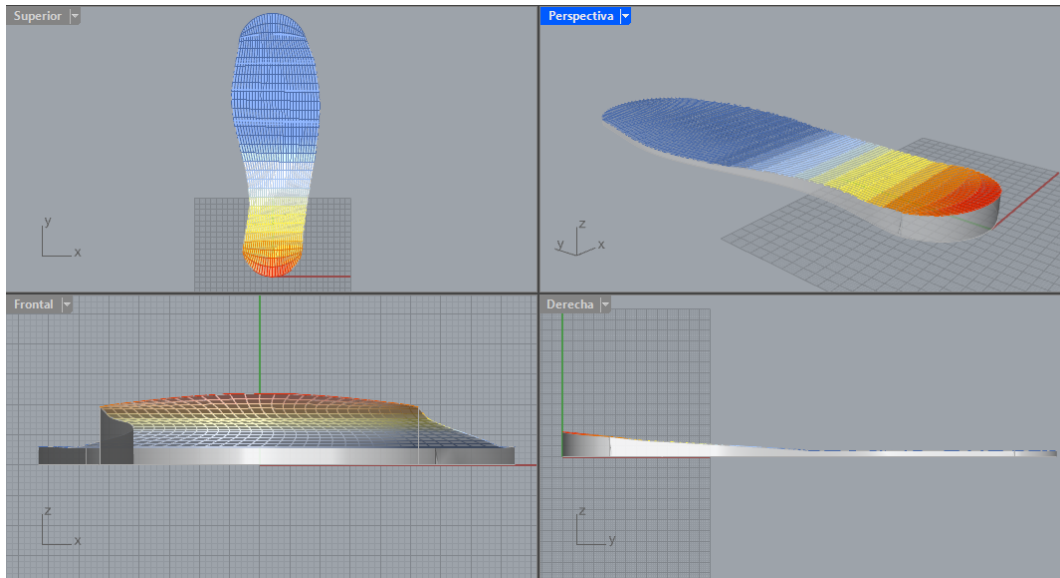 Superior
Perspectiva
y
x
z
y
x
Frontal
Derecha
z
x
z
y